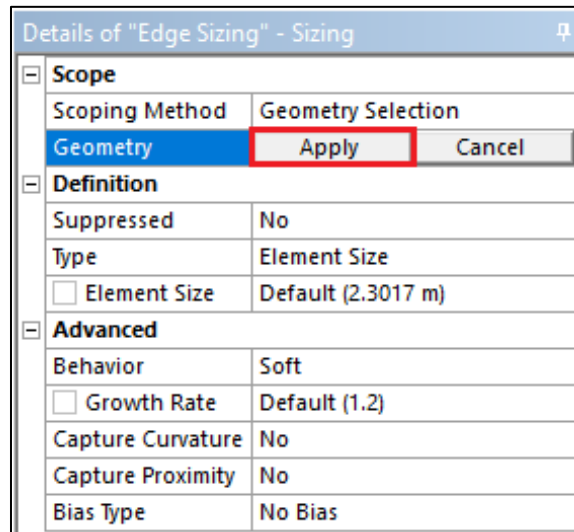 Details of "Edge Sizing" - Sizing
Scope
Scoping Method Geometry Selection
Geometry Apply Cancel
Definition
Suppressed No
Type Element Size
Element Size Default (2.3017 m)
Advanced
Behavior Soft
Growth Rate Default (1.2)
Capture Curvature No
Capture Proximity No
Bias Type No Bias